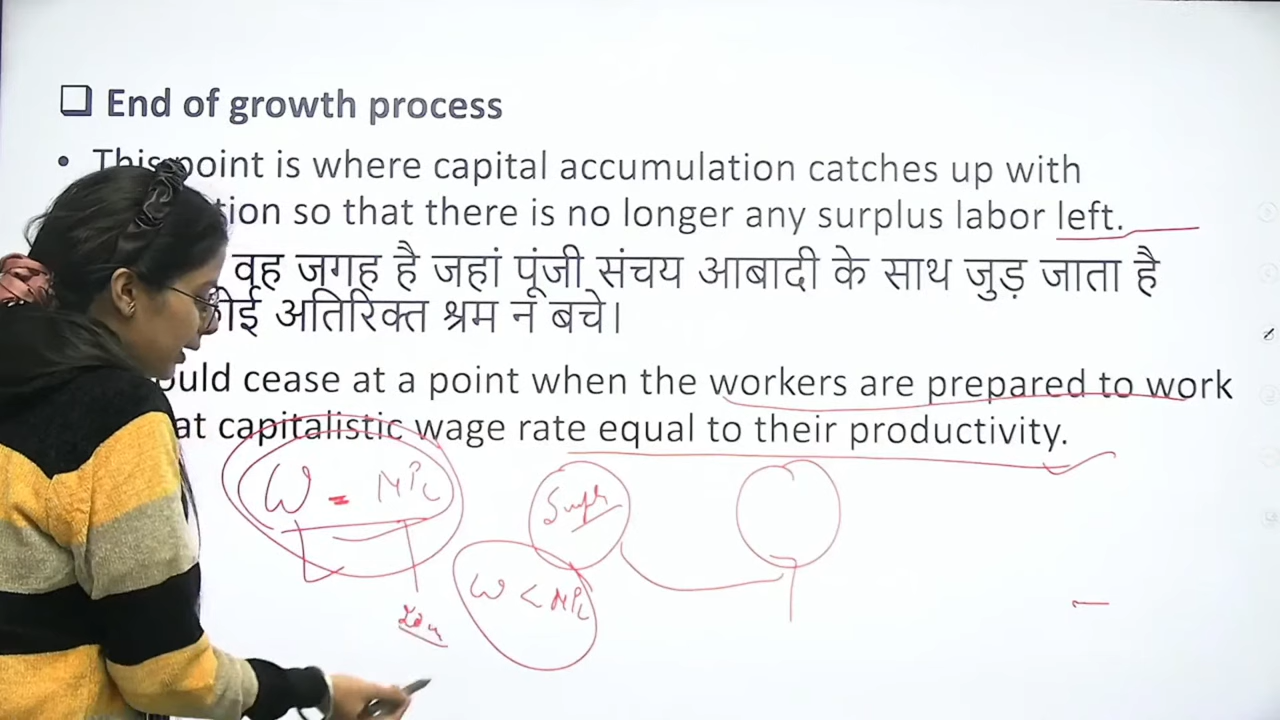 End of growth process
• This point is where capital accumulation catches up with
tion so that there is no longer any surplus labor left.
वह जगह है जहां पूंजी संचय आबादी के साथ जुड़ जाता है
अतिरिक्त श्रम न बचे।
ould cease at a point when the workers are prepared to work
at capitalistic wage rate equal to their productivity.
W = MPL
W < MPL